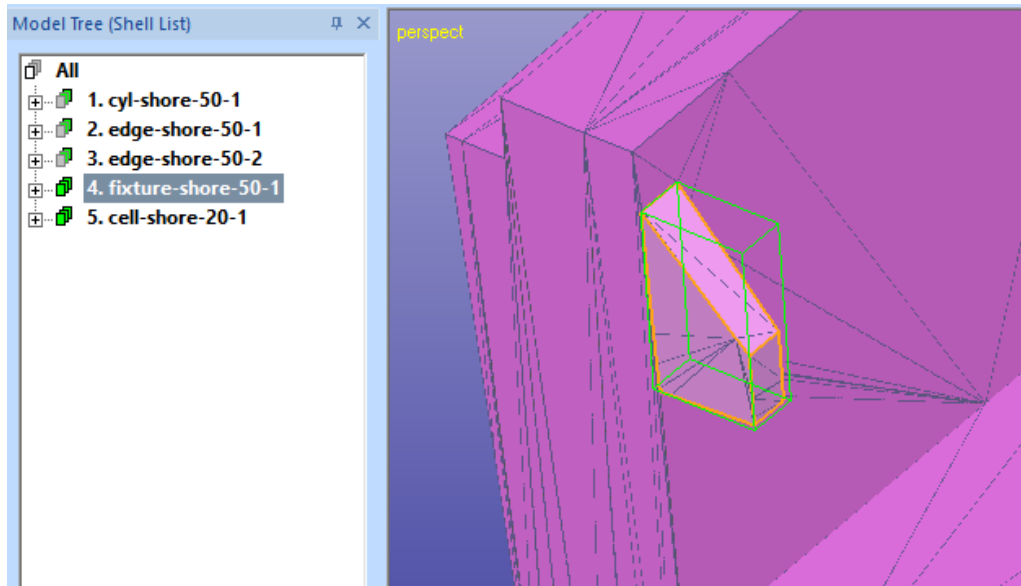 Model Tree (Shell List)
All
1. cyl-shore-50-1
2. edge-shore-50-1
3. edge-shore-50-2
4. fixture-shore-50-1
5. cell-shore-20-1
perspect